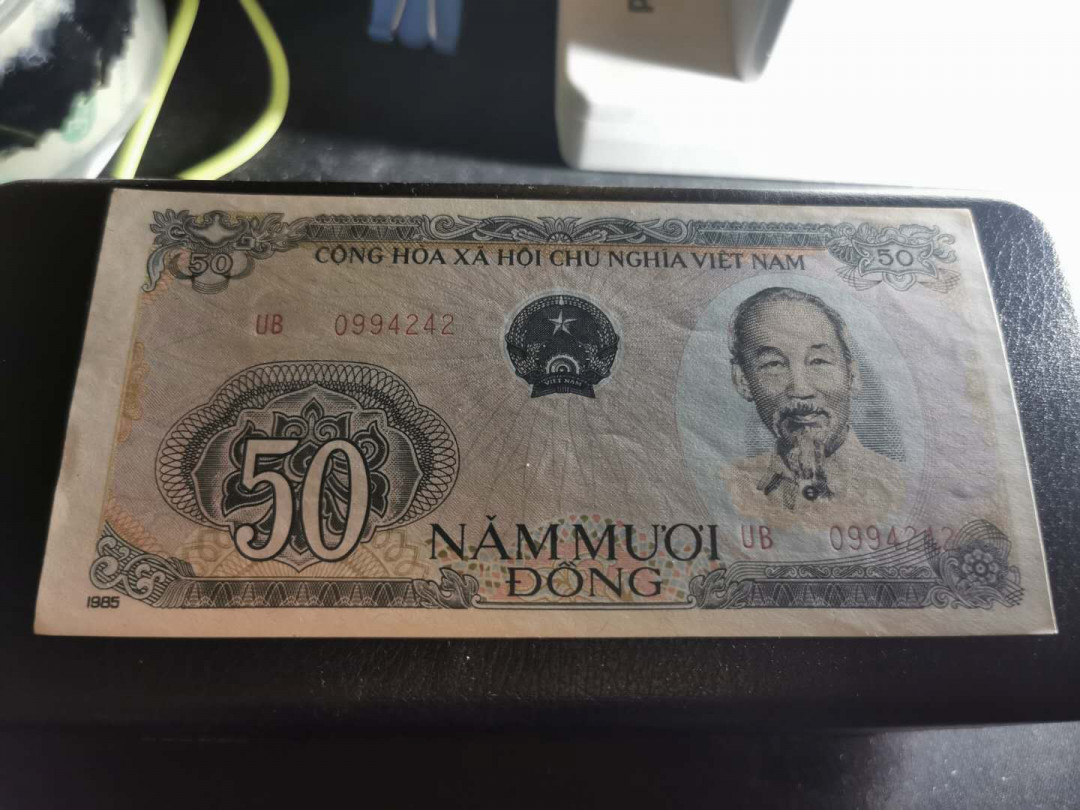 CỘNG HÒA XÃ HỘI CHỦ NGHĨA VIỆT NAM
50
50
UB 0994242
VIỆT NAM
50
NĂM MƯƠI
ĐỒNG
UB 0994242
1985